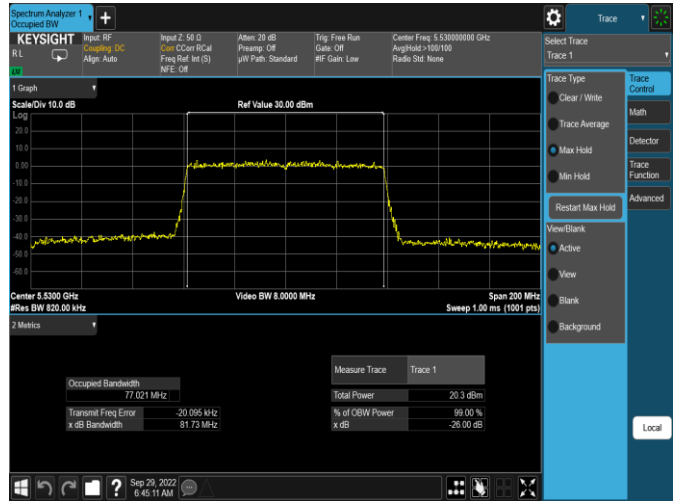 Spectrum Analyzer 1
Occupied BW
KEYSIGHT
R L
Input: RF
Coupling: DC
Align: Auto
Input Z: 50 Ω
Corr CCorr RCal
Freq Ref: Int (S)
NFE: Off
Atten: 20 dB
Preamp: Off
µW Path: Standard
Trig: Free Run
Gate: Off
#IF Gain: Low
Center Freq: 5.530000000 GHz
Avg|Hold:>100/100
Radio Std: None
1 Graph
Scale/Div 10.0 dB
Ref Value 30.00 dBm
Log
20.0
10.0
0.00
-10.0
-20.0
-30.0
-40.0
-50.0
-60.0
Center 5.5300 GHz
Video BW 8.0000 MHz
Span 200 MHz
#Res BW 820.00 kHz
Sweep 1.00 ms (1001 pts)
2 Metrics
Measure Trace
Trace 1
Occupied Bandwidth
77.021 MHz
Total Power
20.3 dBm
Transmit Freq Error
-20.095 kHz
% of OBW Power
99.00 %
x dB Bandwidth
81.73 MHz
x dB
-26.00 dB
Sep 29, 2022
6:45:11 AM
Trace
Select Trace
Trace 1
Trace Type
Clear / Write
Trace Average
Max Hold
Min Hold
Restart Max Hold
View/Blank
Active
View
Blank
Background
Trace
Control
Math
Detector
Trace
Function
Advanced
Local